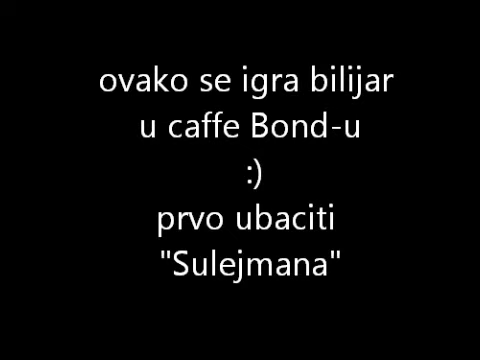 ovako se igra bilijar
u caffe Bond-u
:)
prvo ubaciti
"Sulejmana"